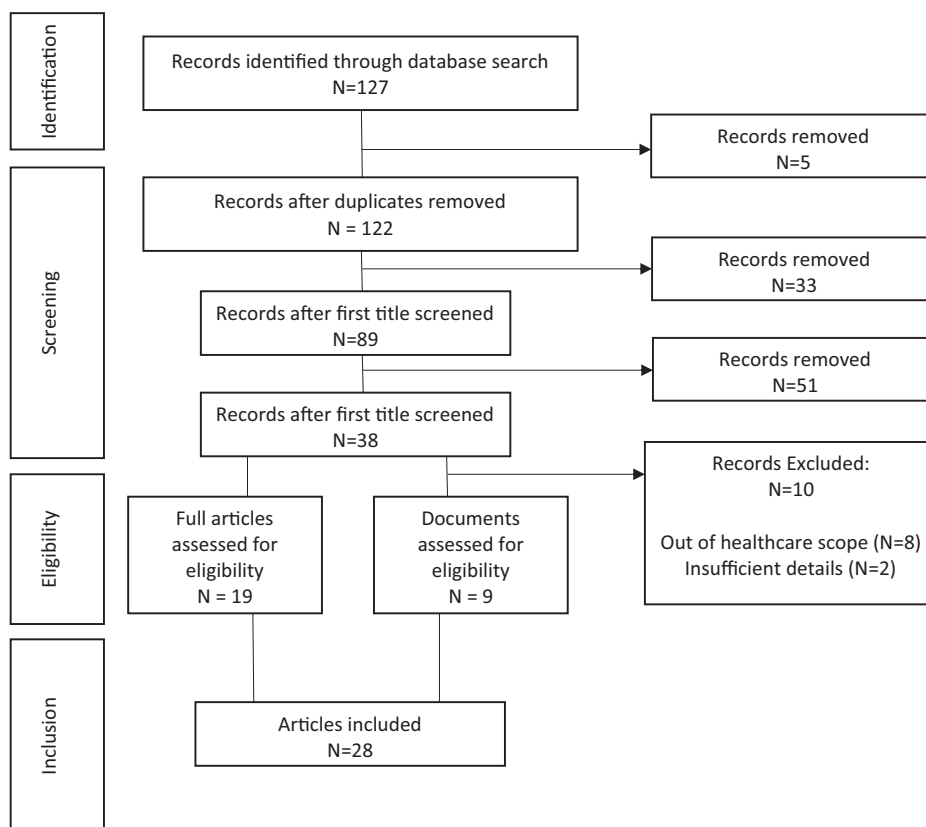 Identification
Records identified through database search
N=127
Records removed
N=5
Screening
Records after duplicates removed
N = 122
Records removed
N=33
Records after first title screened
N=89
Records removed
N=51
Records after first title screened
N=38
Eligibility
Full articles
assessed for
eligibility
N = 19
Documents
assessed for
eligibility
N = 9
Records Excluded:
N=10
Out of healthcare scope (N=8)
Insufficient details (N=2)
Inclusion
Articles included
N=28